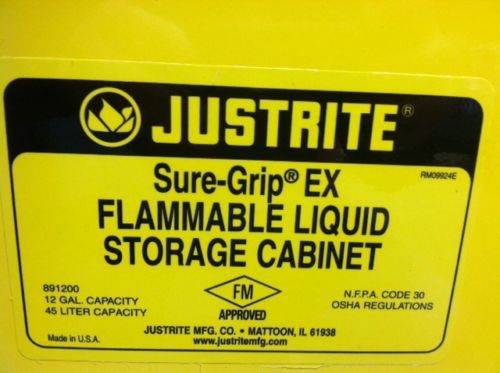 JUSTRITE®
RM09924E
Sure-Grip® EX
FLAMMABLE LIQUID
STORAGE CABINET
891200
12 GAL. CAPACITY
45 LITER CAPACITY
FM
APPROVED
N.F.P.A. CODE 30
OSHA REGULATIONS
Made in U.S.A.
JUSTRITE MFG. CO. • MATTOON, IL 61938
www.justritemfg.com